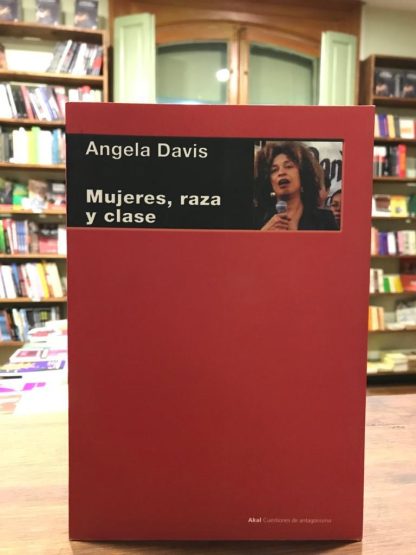 Angela Davis
Mujeres, raza
y clase
Akal Cuestiones de antagonismo